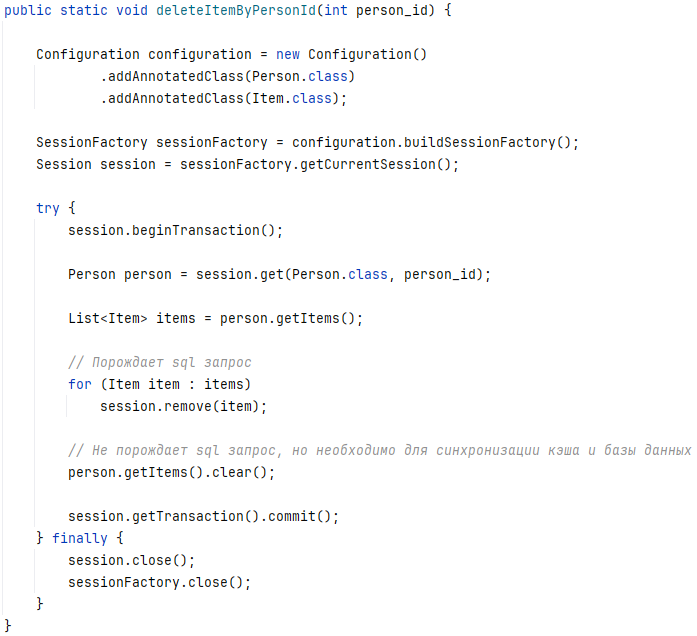 public static void deleteItemByPersonId(int person_id) {
Configuration configuration = new Configuration()
.addAnnotatedClass(Person.class)
.addAnnotatedClass(Item.class);
SessionFactory sessionFactory = configuration.buildSessionFactory();
Session session = sessionFactory.getCurrentSession();
try {
session.beginTransaction();
Person person = session.get(Person.class, person_id);
List<Item> items = person.getItems();
// Порождает sql запрос
for (Item item : items)
session.remove(item);
// Не порождает sql запрос, но необходимо для синхронизации кэша и базы данных
person.getItems().clear();
session.getTransaction().commit();
} finally {
session.close();
sessionFactory.close();
}
}